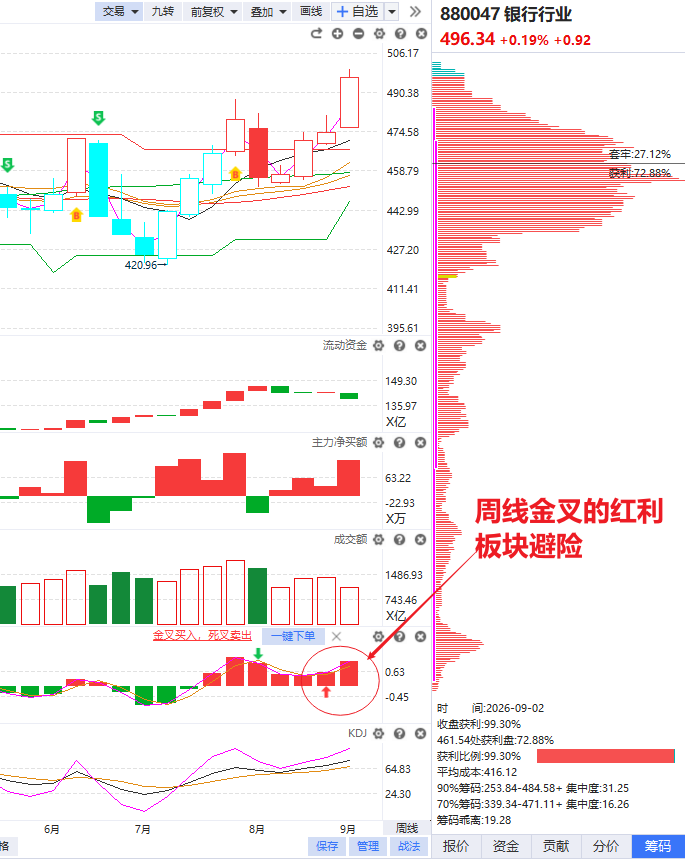 交易 九转 前复权 叠加 画线 +自选
880047 银行行业
496.34 +0.19% +0.92
506.17
490.38
474.58
458.79
442.99
427.20
411.41
395.61
S
S
B
B
420.96
套牢:27.12%
获利:72.88%
流动资金
149.30
135.97
X亿
主力净买额
63.22
-22.93
X万
周线金叉的红利
板块避险
成交额
1486.93
743.46
X亿
金叉买入，死叉卖出 一键下单
0.63
-0.45
KDJ
64.83
24.30
6月 7月 8月 9月 周线
格 保存 管理 战法
时 间:2026-09-02
收盘获利:99.30%
461.54处获利盘:72.88%
获利比例:99.30%
平均成本:416.12
90%筹码:253.84-484.58+ 集中度:31.25
70%筹码:339.34-471.11+ 集中度:16.26
筹码乖离:19.28
报价 资金 贡献 分价 筹码